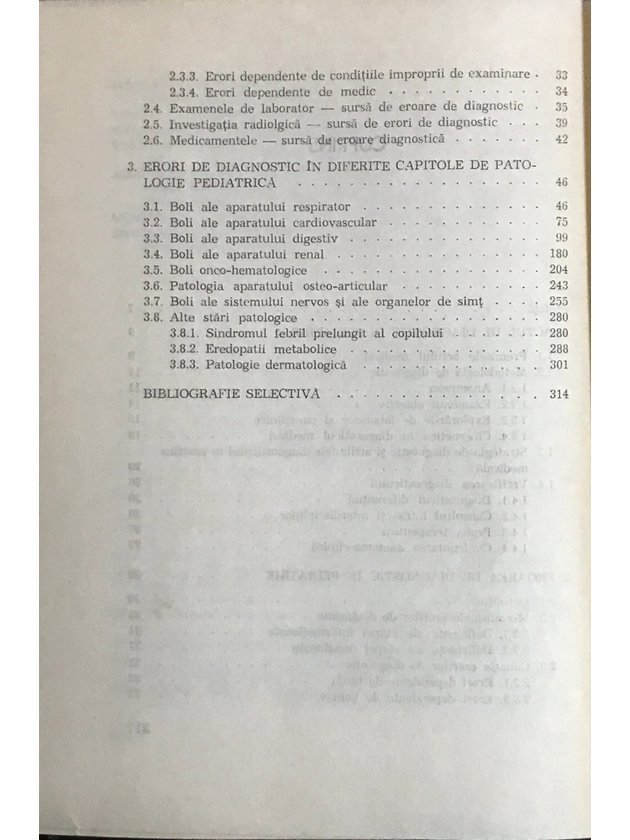 2.3.3. Erori dependente de condițiile improprii de examinare . 33
2.3.4. Erori dependente de medic . . . . . . . . . . . 34
2.4. Examenele de laborator — sursă de eroare de diagnostic . 35
2.5. Investigația radiolgică — sursă de erori de diagnostic . . . 39
2.6. Medicamentele — sursă de eroare diagnostică . . . . . . . 42
3. ERORI DE DIAGNOSTIC ÎN DIFERITE CAPITOLE DE PATO-
LOGIE PEDIATRICĂ . . . . . . . . . . . . . . . . . 46
3.1. Boli ale aparatului respirator . . . . . . . . . . . . . 46
3.2. Boli ale aparatului cardiovascular . . . . . . . . . . . 75
3.3. Boli ale aparatului digestiv . . . . . . . . . . . . . . 99
3.4. Boli ale aparatului renal . . . . . . . . . . . . . . . 180
3.5. Boli onco-hematologice . . . . . . . . . . . . . . . 204
3.6. Patologia aparatului osteo-articular . . . . . . . . . . 243
3.7. Boli ale sistemului nervos și ale organelor de simț . . . . 255
3.8. Alte stări patologice . . . . . . . . . . . . . . . . 280
3.8.1. Sindromul febril prelungit al copilului . . . . . . . 280
3.8.2. Eredopatii metabolice . . . . . . . . . . . . . 288
3.8.3. Patologie dermatologică . . . . . . . . . . . . 301
BIBLIOGRAFIE SELECTIVĂ . . . . . . . . . . . . . . . 314